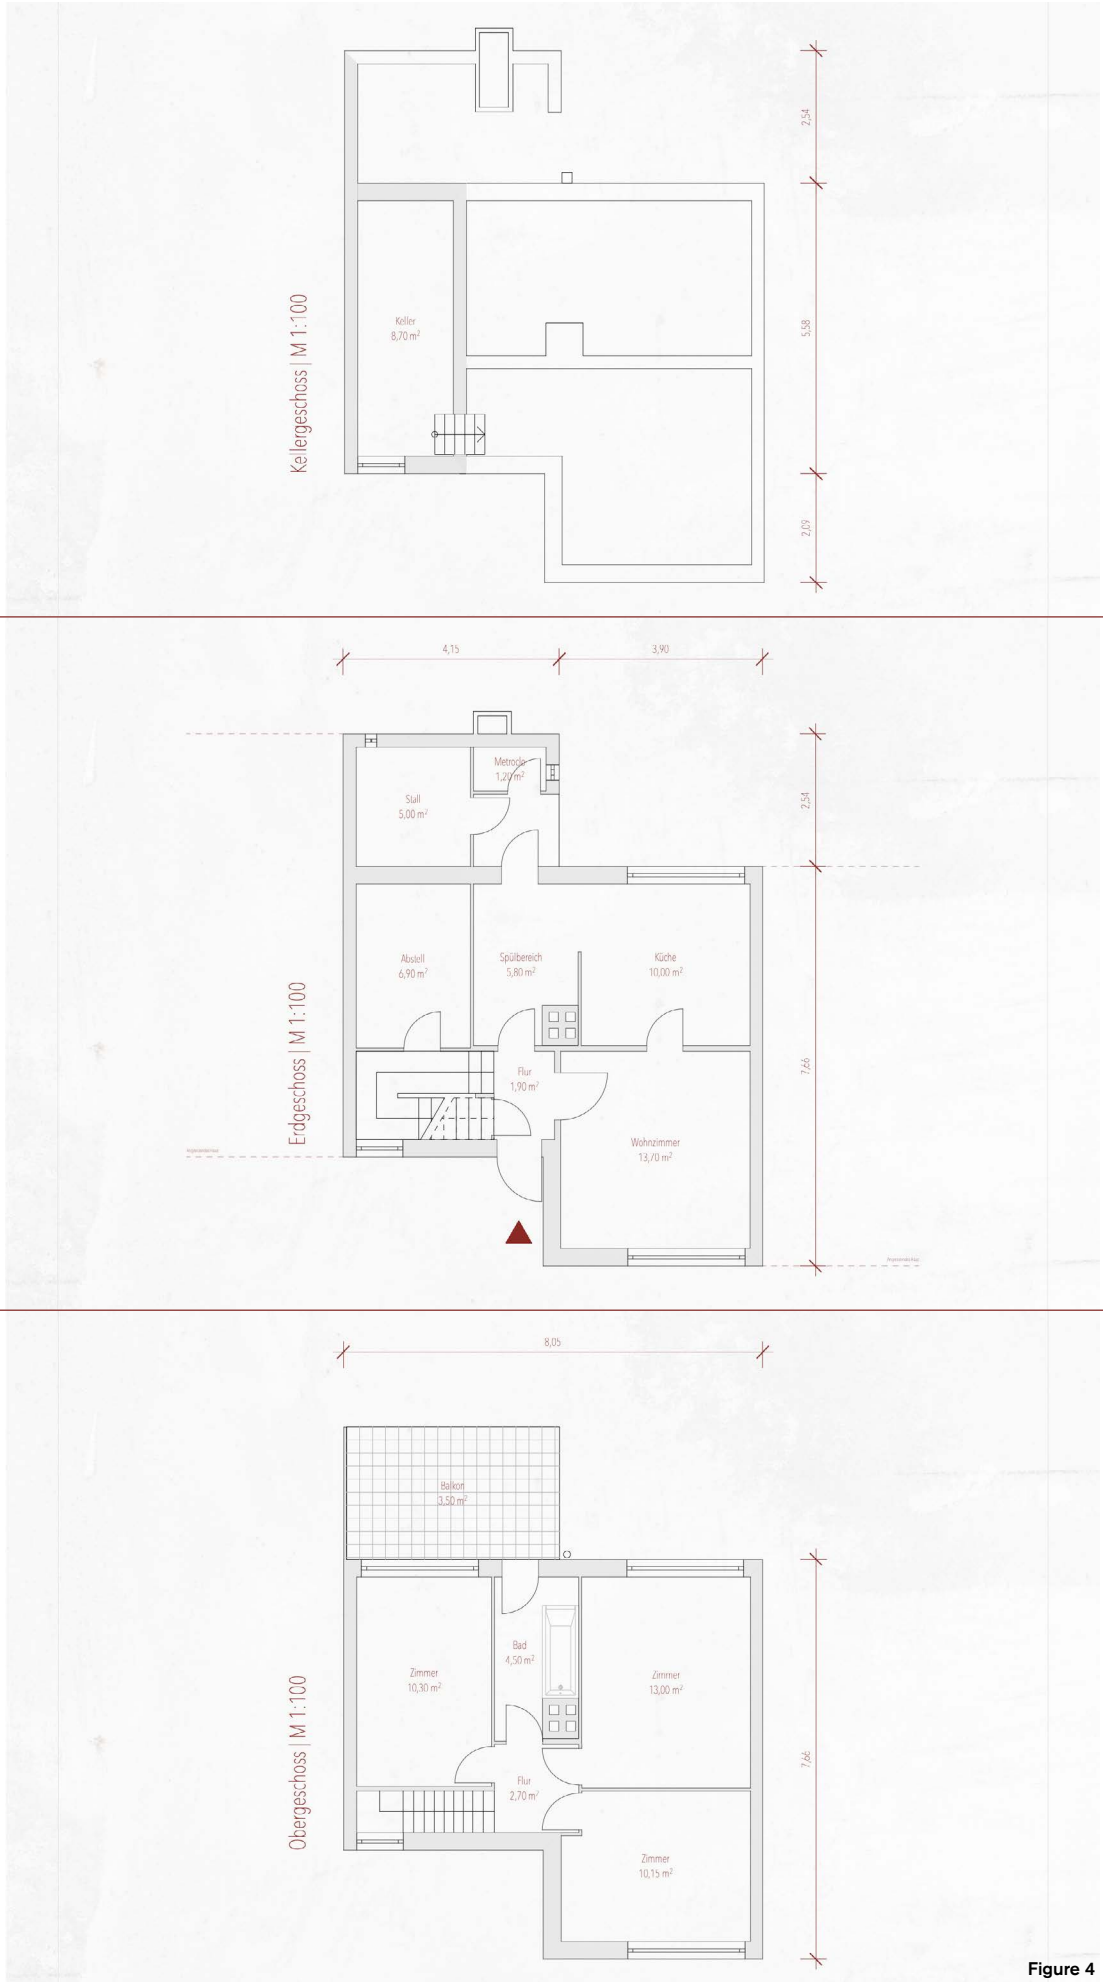 2,54
Kellergeschoss | M 1:100
Keller
8,70 m²
5,58
2,09
4,15
3,90
Metrodo
1,20 m²
Stall
5,00 m²
2,54
Erdgeschoss | M 1:100
Abstell
6,90 m²
Spülbereich
5,80 m²
Küche
10,00 m²
Flur
1,90 m²
7,66
Wohnzimmer
13,70 m²
8,05
Balkon
3,50 m²
Obergeschoss | M 1:100
Zimmer
10,30 m²
Bad
4,50 m²
Zimmer
13,00 m²
Flur
2,70 m²
7,66
Zimmer
10,15 m²
Figure 4